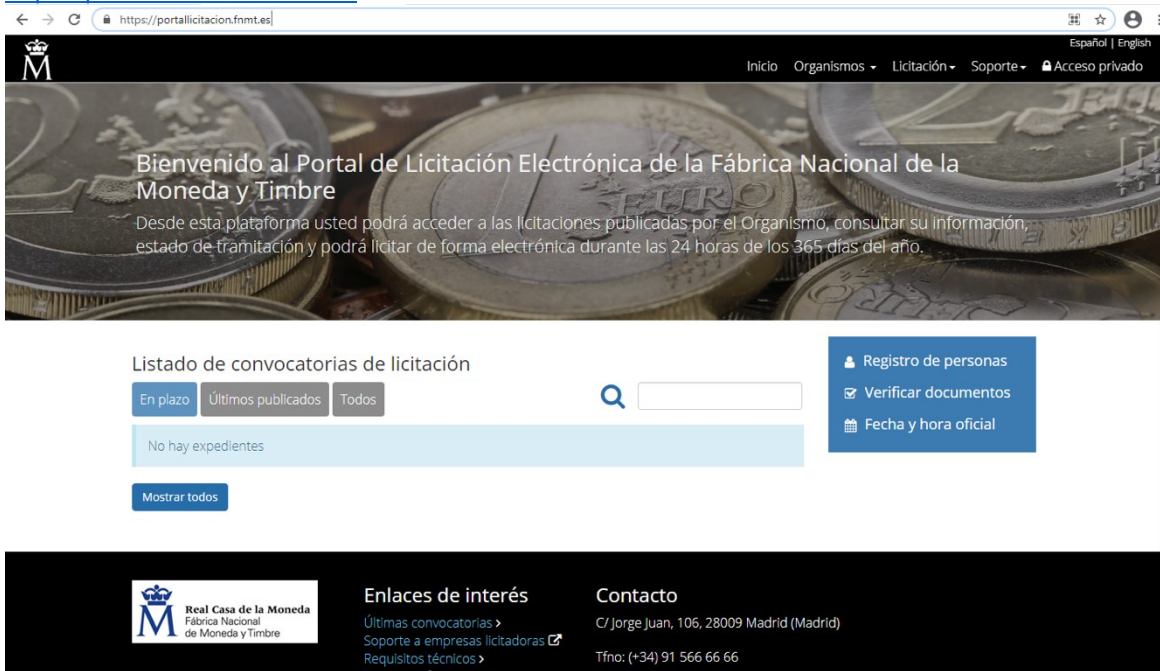 https://portallicitacion.fnmt.es
Español | English
Inicio Organismos Licitación Soporte Acceso privado
Bienvenido al Portal de Licitación Electrónica de la Fábrica Nacional de la
Moneda y Timbre
Desde esta plataforma usted podrá acceder a las licitaciones publicadas por el Organismo, consultar su información,
estado de tramitación y podrá licitar de forma electrónica durante las 24 horas de los 365 días del año.
EURO
Listado de convocatorias de licitación
En plazo Últimos publicados Todos
No hay expedientes
Mostrar todos
Registro de personas
Verificar documentos
Fecha y hora oficial
Real Casa de la Moneda
Fábrica Nacional
de Moneda y Timbre
Enlaces de interés
Últimas convocatorias >
Soporte a empresas licitadoras
Requisitos técnicos >
Contacto
C/ Jorge Juan, 106, 28009 Madrid (Madrid)
Tfno: (+34) 91 566 66 66